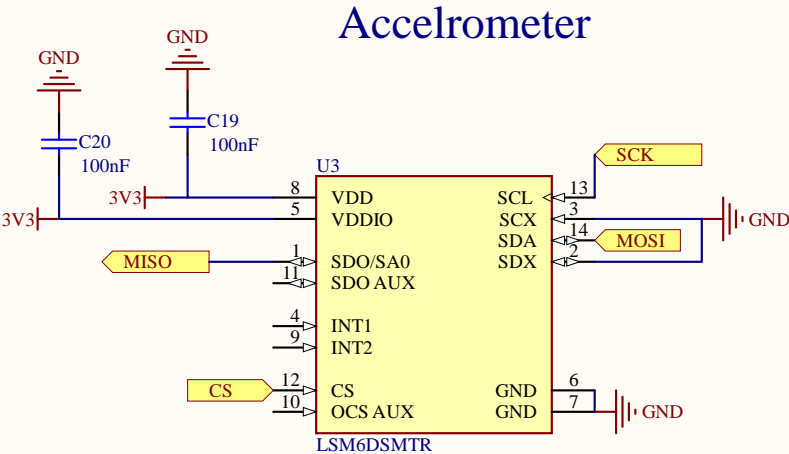 Accelrometer
GND
GND
C19
100nF
C20
100nF
U3
3V3
8 VDD
3V3
5 VDDIO
MISO
1 SDO/SA0
11 SDO AUX
4 INT1
9 INT2
CS
12 CS
10 OCS AUX
SCL 13
SCK
SCX 3
GND
SDA 14
MOSI
SDX 2
GND 6
GND 7
GND
LSM6DSMTR